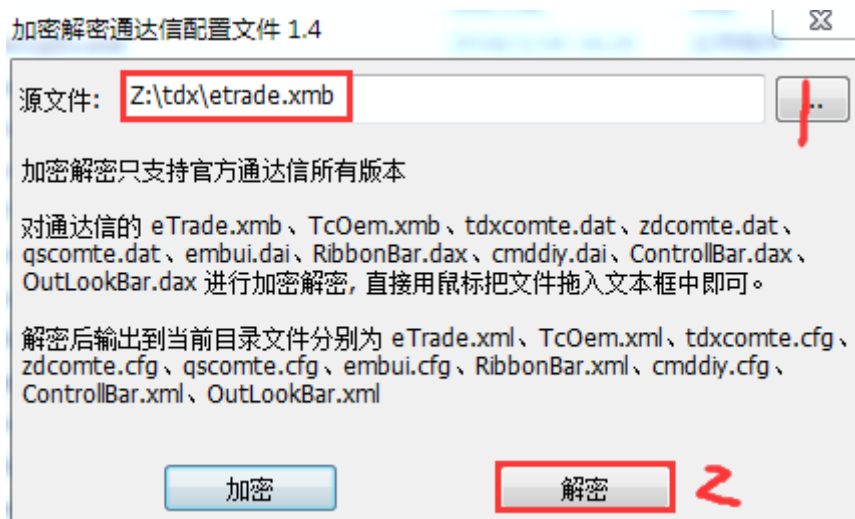 加密解密通达信配置文件 1.4
源文件: Z:\tdx\etrade.xmb ...
1
加密解密只支持官方通达信所有版本
对通达信的 eTrade.xmb、TcOem.xmb、tdxcomte.dat、zdcomte.dat、
qscomte.dat、embui.dai、RibbonBar.dax、cmddiy.dai、ControllBar.dax、
OutLookBar.dax 进行加密解密, 直接用鼠标把文件拖入文本框中即可。
解密后输出到当前目录文件分别为 eTrade.xml、TcOem.xml、tdxcomte.cfg、
zdcomte.cfg、qscomte.cfg、embui.cfg、RibbonBar.xml、cmddiy.cfg、
ControllBar.xml、OutLookBar.xml
加密 解密 2